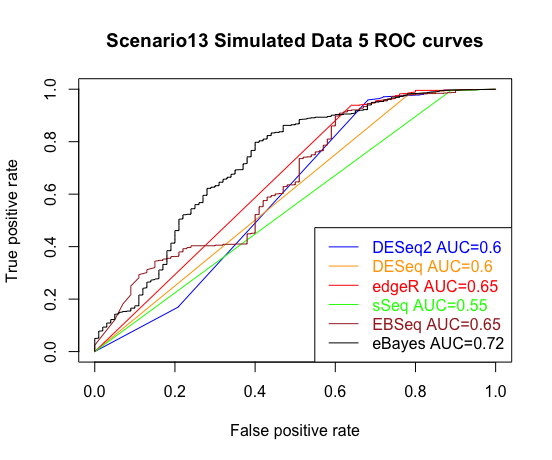 Scenario13 Simulated Data 5 ROC curves
True positive rate
1.0
0.8
0.6
0.4
0.2
0.0
DESeq2 AUC=0.6
DESeq AUC=0.6
edgeR AUC=0.65
sSeq AUC=0.55
EBSeq AUC=0.65
eBayes AUC=0.72
0.0 0.2 0.4 0.6 0.8 1.0
False positive rate